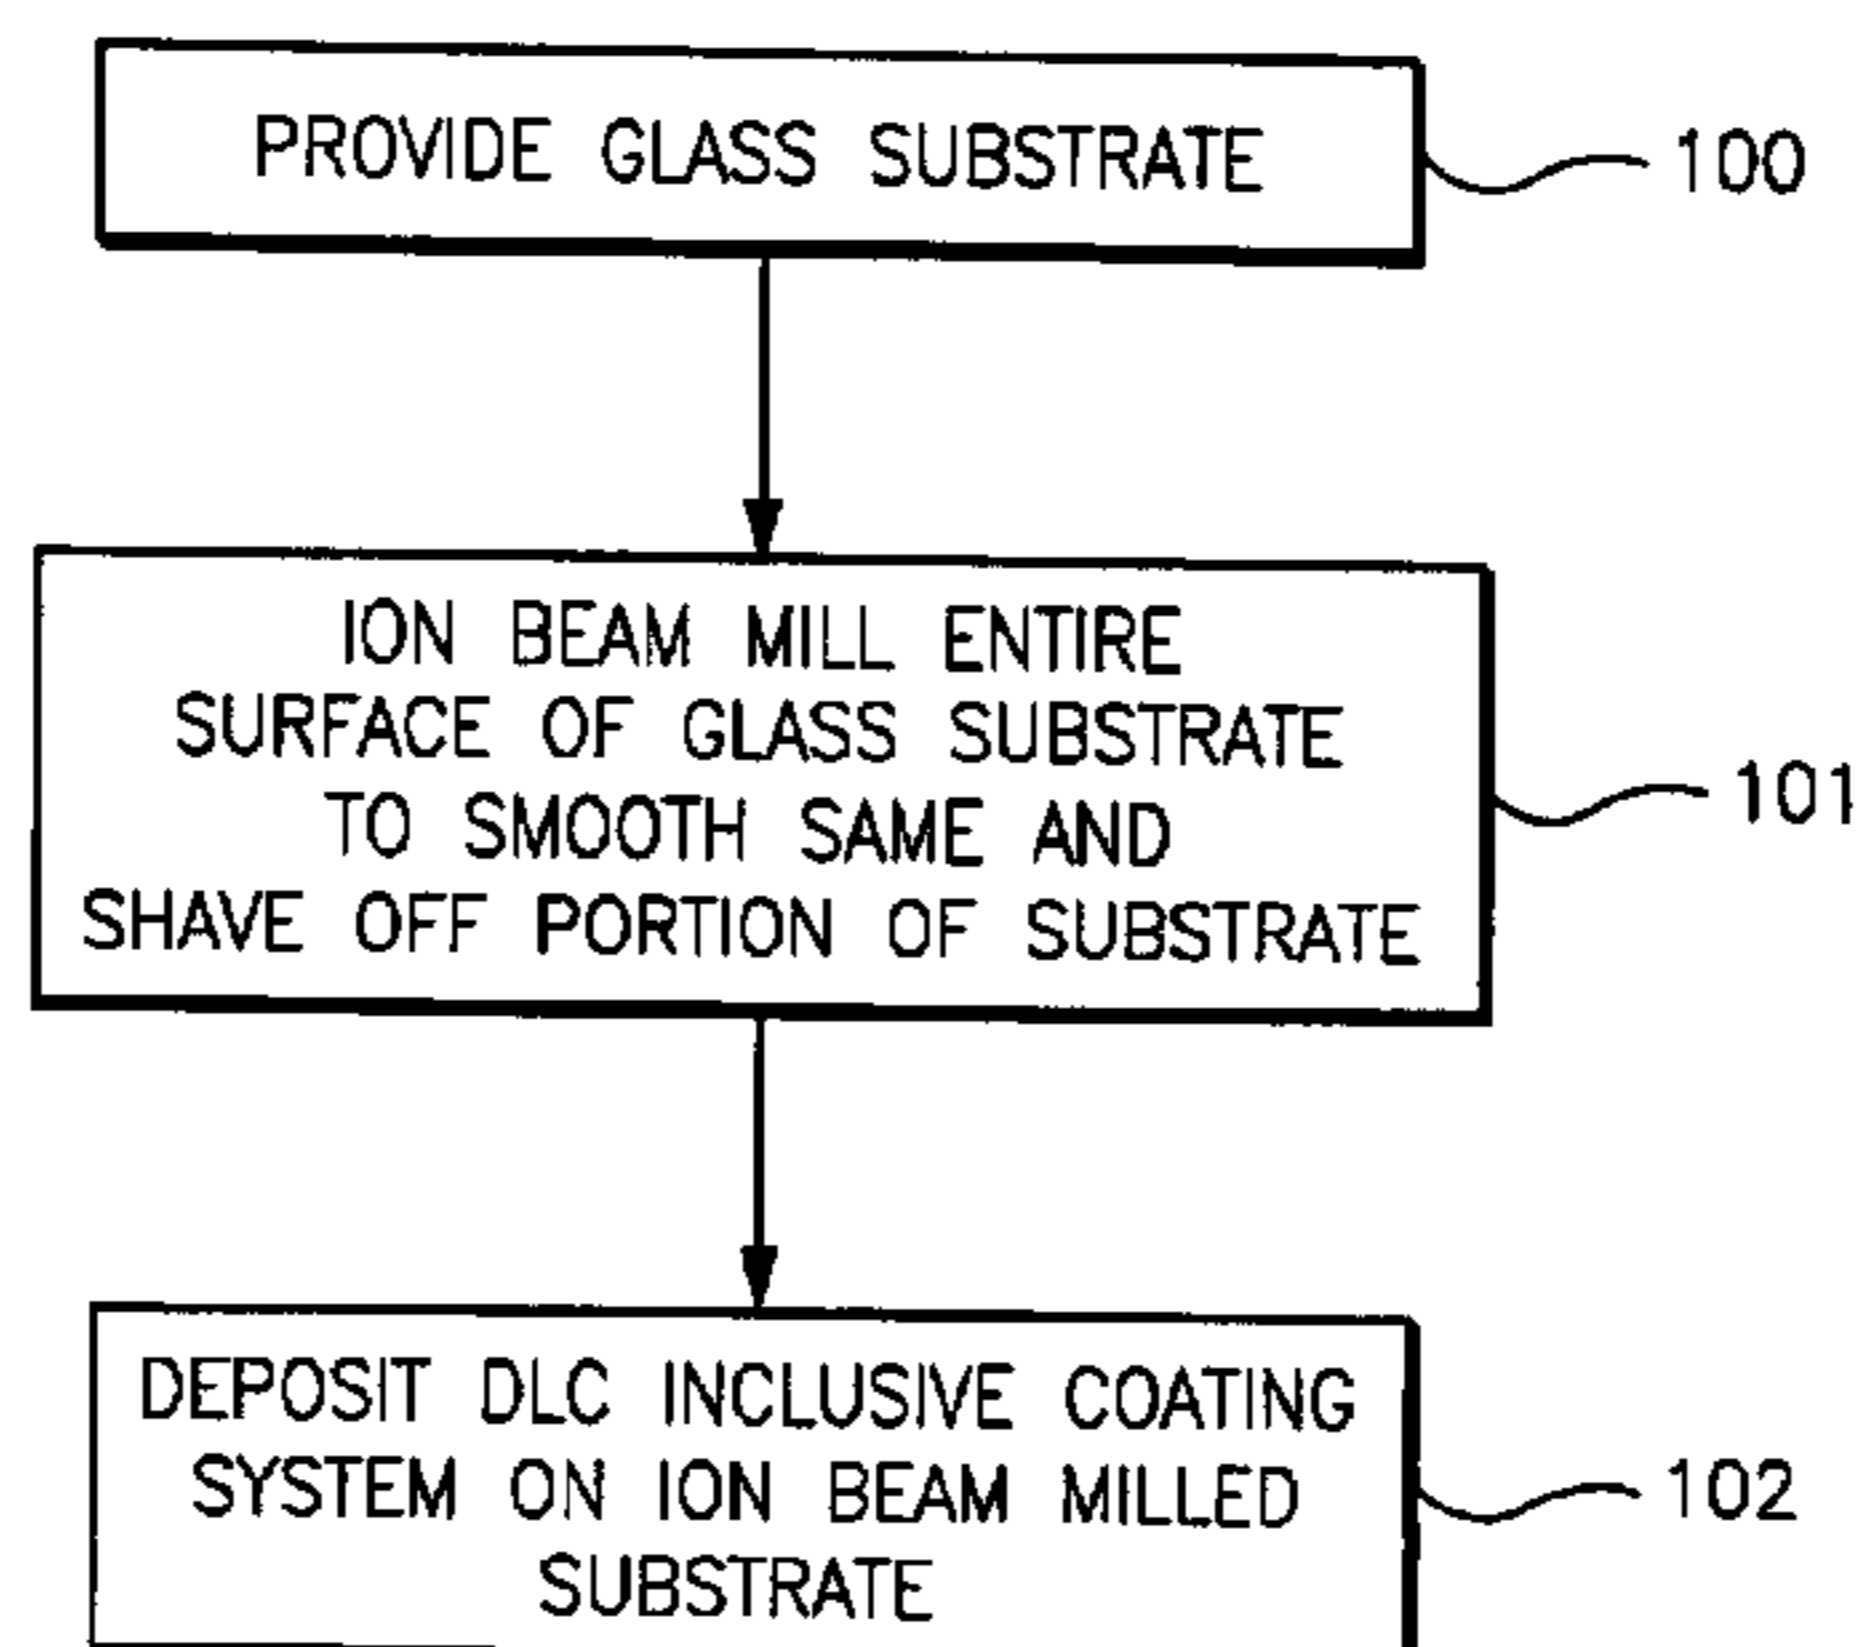 PROVIDE GLASS SUBSTRATE
100
ION BEAM MILL ENTIRE
SURFACE OF GLASS SUBSTRATE
TO SMOOTH SAME AND
SHAVE OFF PORTION OF SUBSTRATE
101
DEPOSIT DLC INCLUSIVE COATING
SYSTEM ON ION BEAM MILLED
SUBSTRATE
102